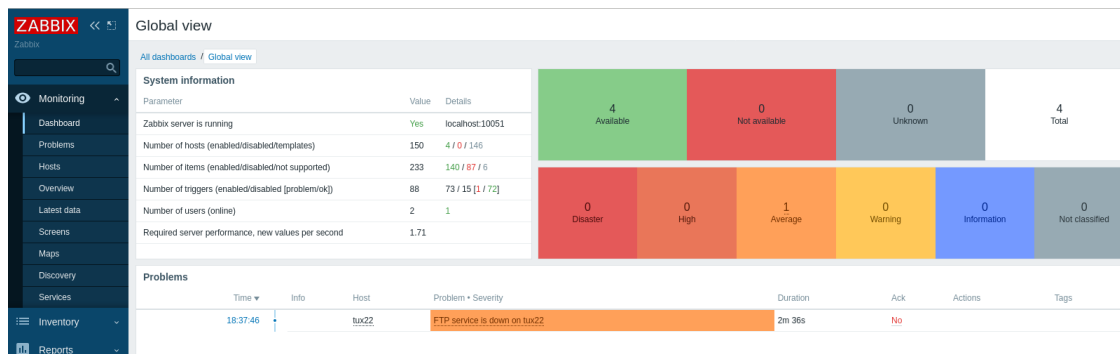 ZABBIX
Zabbix
Global view
All dashboards / Global view
Monitoring
Dashboard
Problems
Hosts
Overview
Latest data
Screens
Maps
Discovery
Services
Inventory
Reports
System information
Parameter Value Details
Zabbix server is running Yes localhost:10051
Number of hosts (enabled/disabled/templates) 150 4 / 0 / 146
Number of items (enabled/disabled/not supported) 233 140 / 87 / 6
Number of triggers (enabled/disabled [problem/ok]) 88 73 / 15 [1 / 72]
Number of users (online) 2 1
Required server performance, new values per second 1.71
4 0 0 4
Available Not available Unknown Total
0 0 1 0 0 0
Disaster High Average Warning Information Not classified
Problems
Time Info Host Problem • Severity Duration Ack Actions Tags
18:37:46 tux22 FTP service is down on tux22 2m 36s No